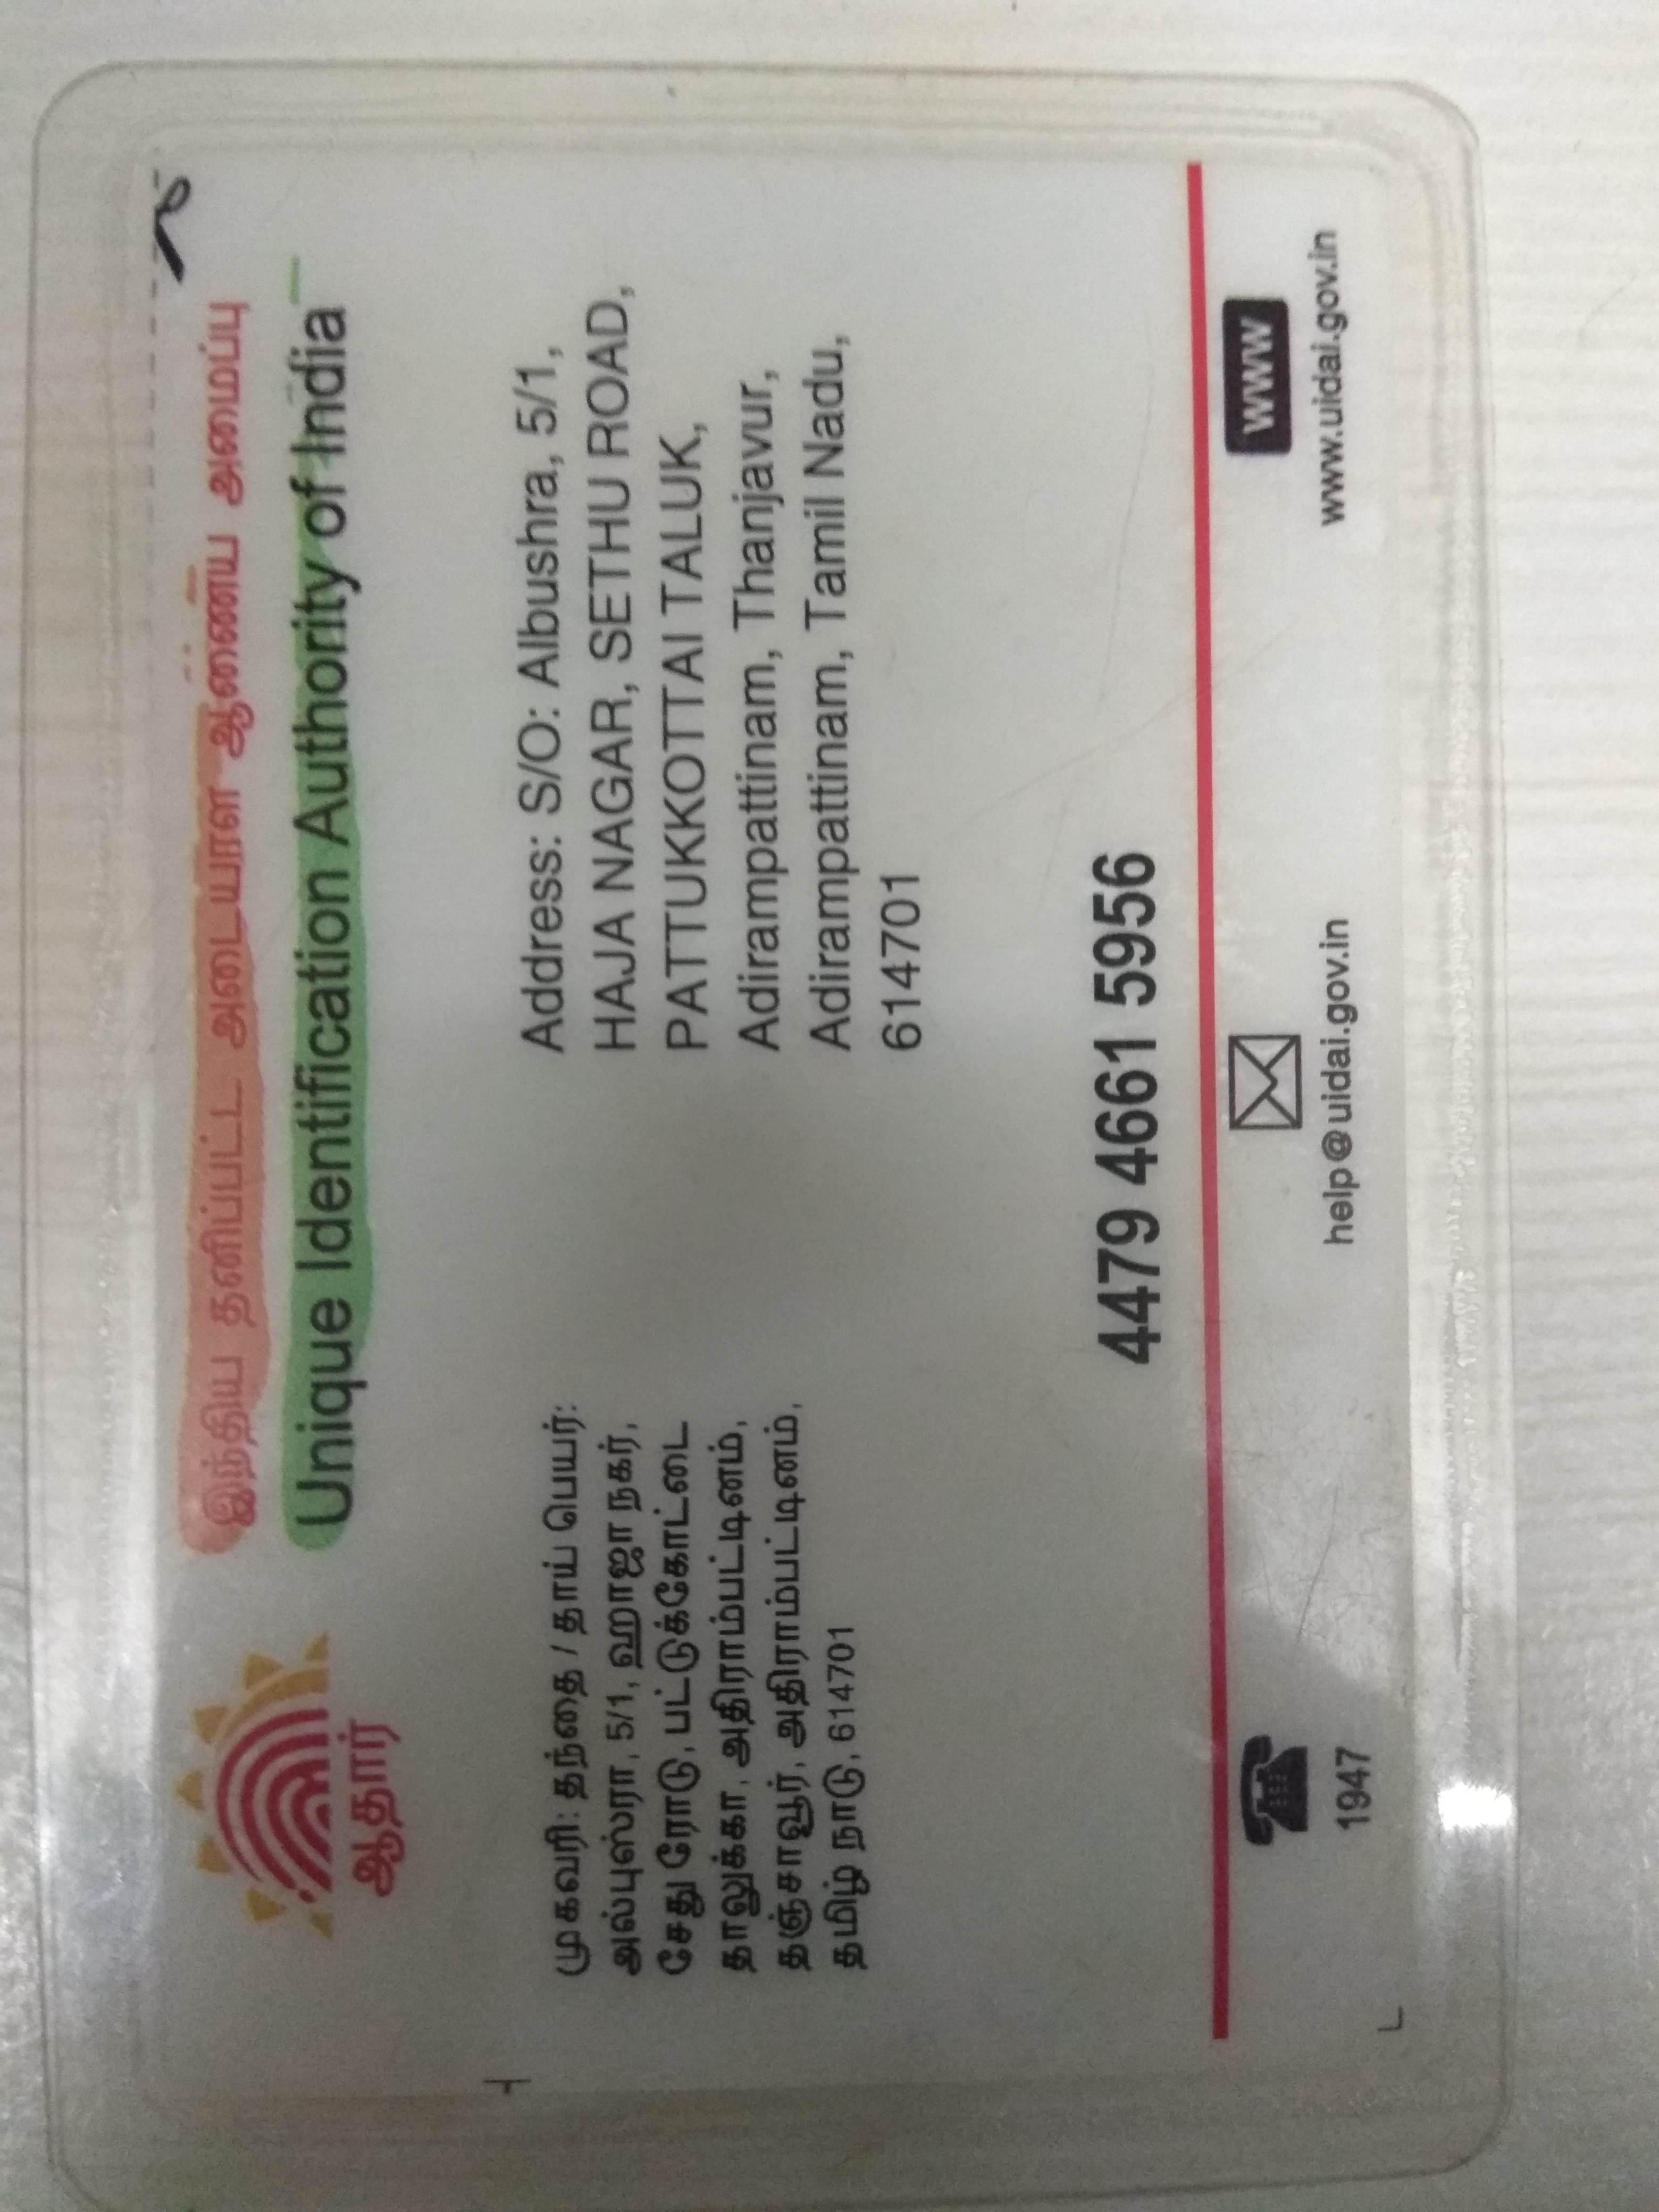 இந்திய தனிப்பட்ட அடையாள ஆணைய அமைப்பு
Unique Identification Authority of India
ஆதார்
முகவரி: தந்தை / தாய் பெயர்:
அல்புஸ்ரா, 5/1, ஹாஜா நகர்,
சேது ரோடு, பட்டுக்கோட்டை
தாலுக்கா, அதிராம்பட்டினம்,
தஞ்சாவூர், அதிராம்பட்டினம்,
தமிழ் நாடு, 614701
Address: S/O: Albushra, 5/1,
HAJA NAGAR, SETHU ROAD,
PATTUKKOTTAI TALUK,
Adirampattinam, Thanjavur,
Adirampattinam, Tamil Nadu,
614701
4479 4661 5956
1947
help@uidai.gov.in
www
www.uidai.gov.in